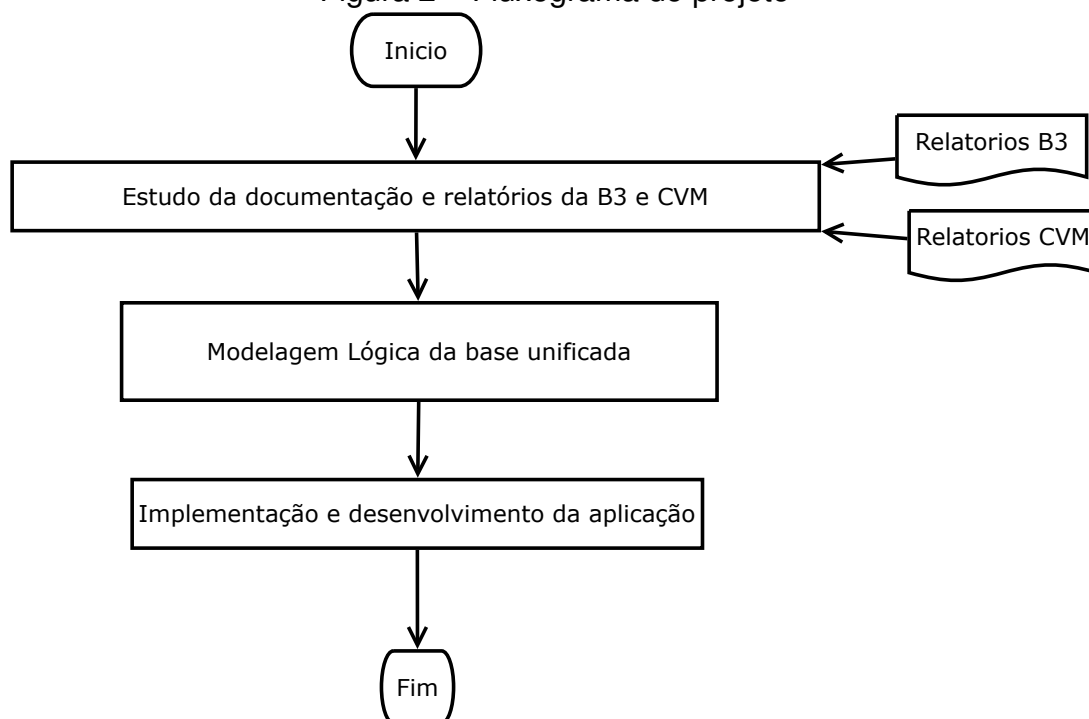 Inicio
Relatorios B3
Estudo da documentação e relatórios da B3 e CVM
Relatorios CVM
Modelagem Lógica da base unificada
Implementação e desenvolvimento da aplicação
Fim